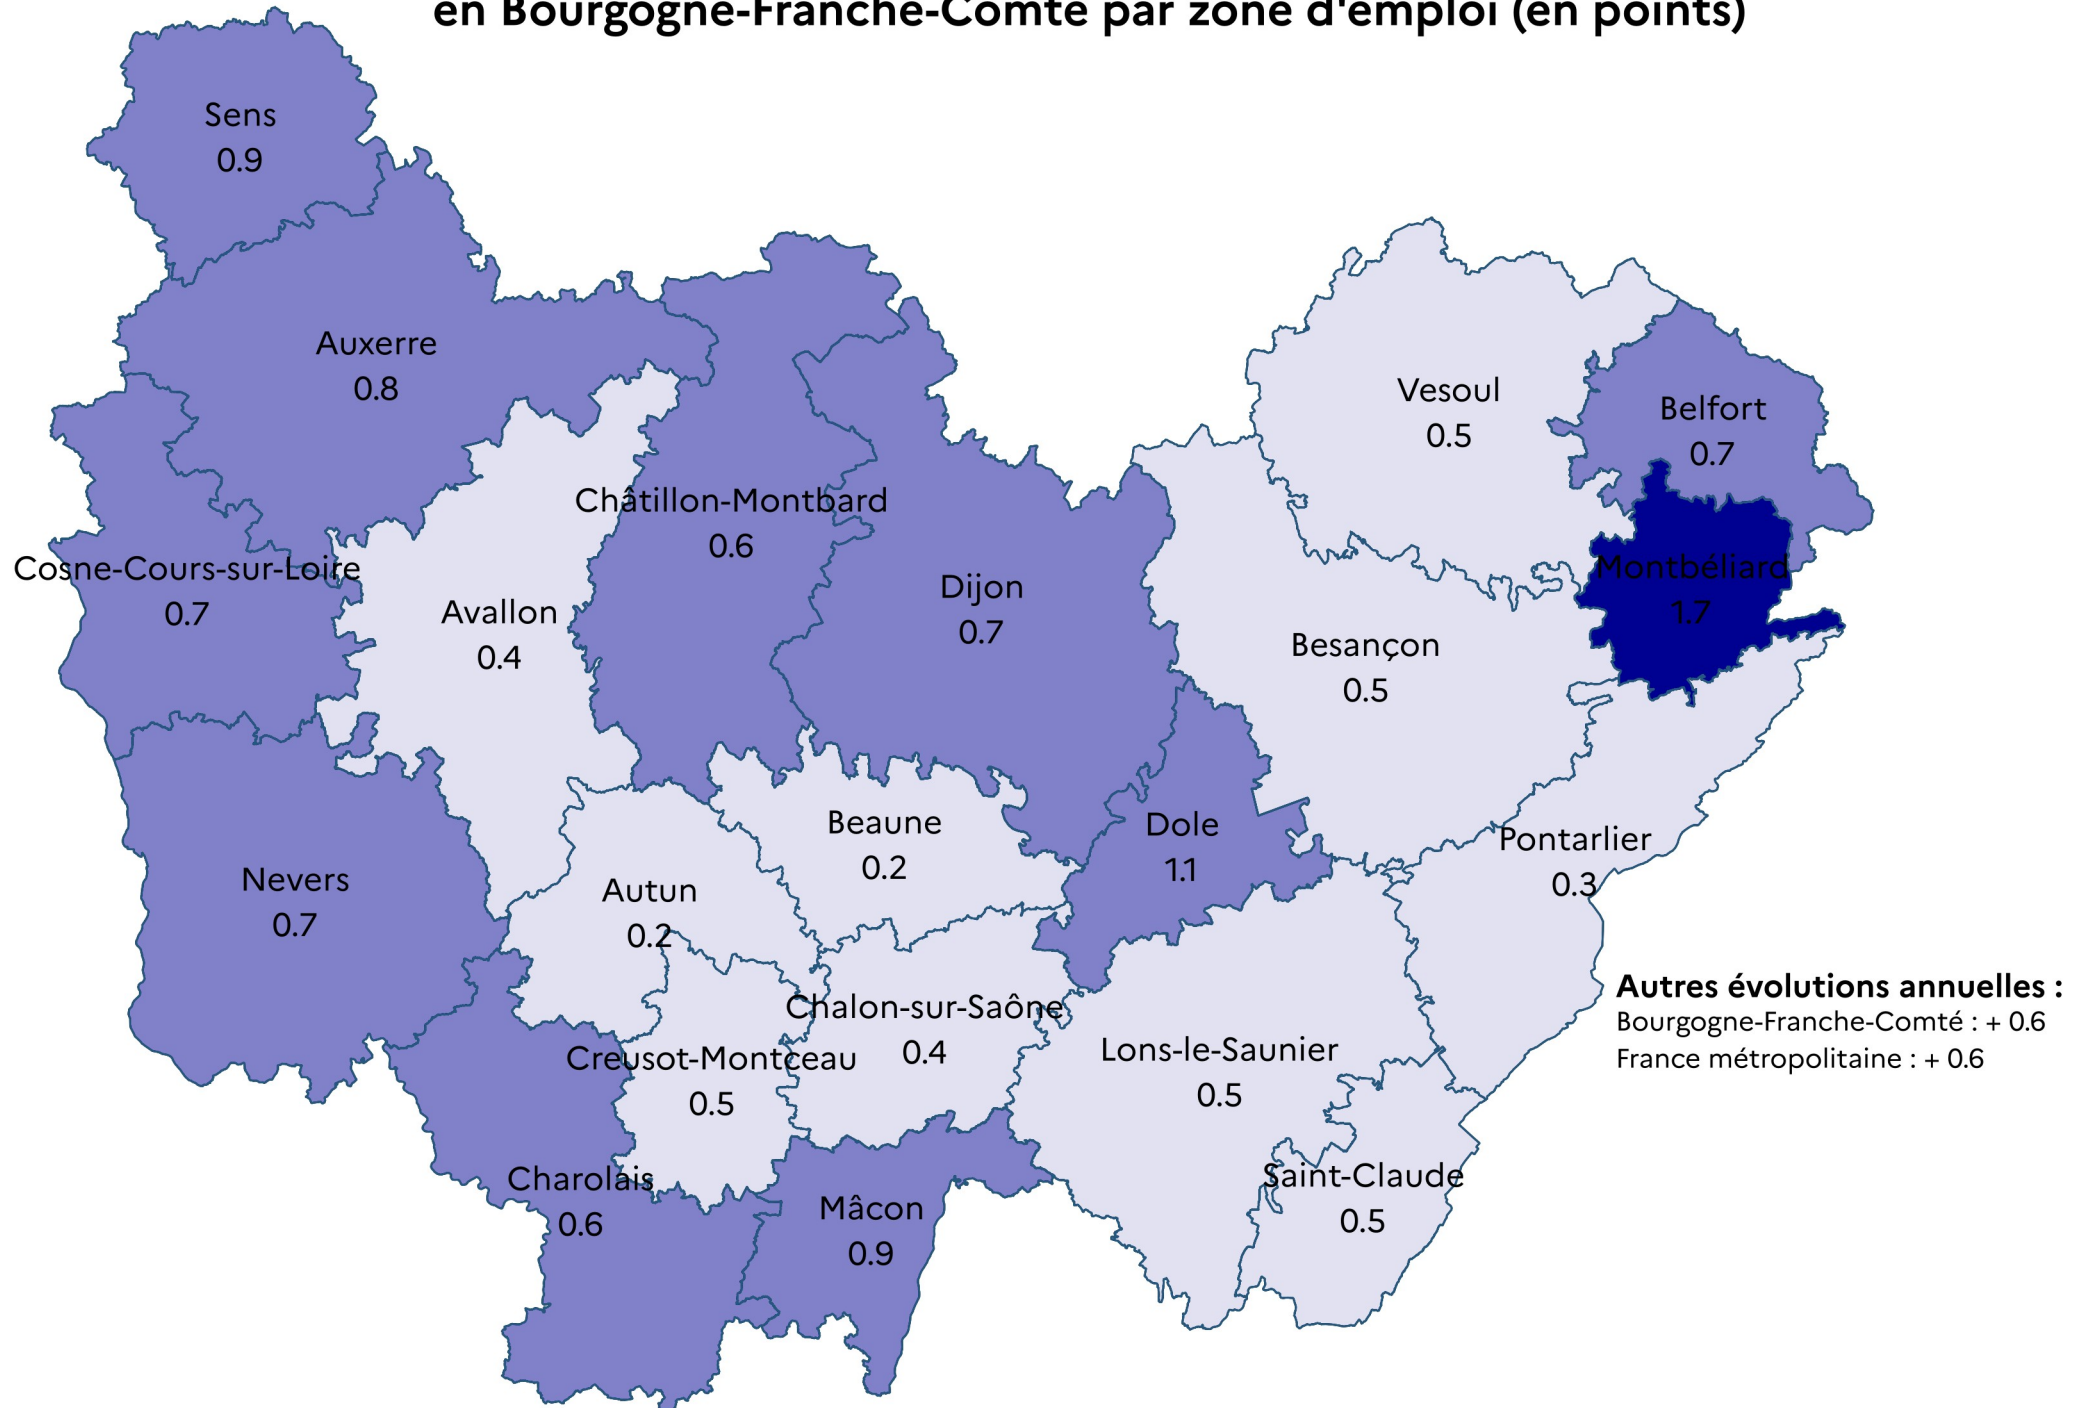 en Bourgogne-Franche-Comté par zone d'emploi (en points)
Sens
0.9
Auxerre
0.8
Vesoul
0.5
Belfort
0.7
Châtillon-Montbard
0.6
Cosne-Cours-sur-Loire
0.7
Montbéliard
1.7
Dijon
0.7
Avallon
0.4
Besançon
0.5
Beaune
0.2
Dole
1.1
Pontarlier
0.3
Nevers
0.7
Autun
0.2
Autres évolutions annuelles :
Bourgogne-Franche-Comté : + 0.6
France métropolitaine : + 0.6
Chalon-sur-Saône
0.4
Creusot-Montceau
0.5
Lons-le-Saunier
0.5
Charolais
0.6
Saint-Claude
0.5
Mâcon
0.9